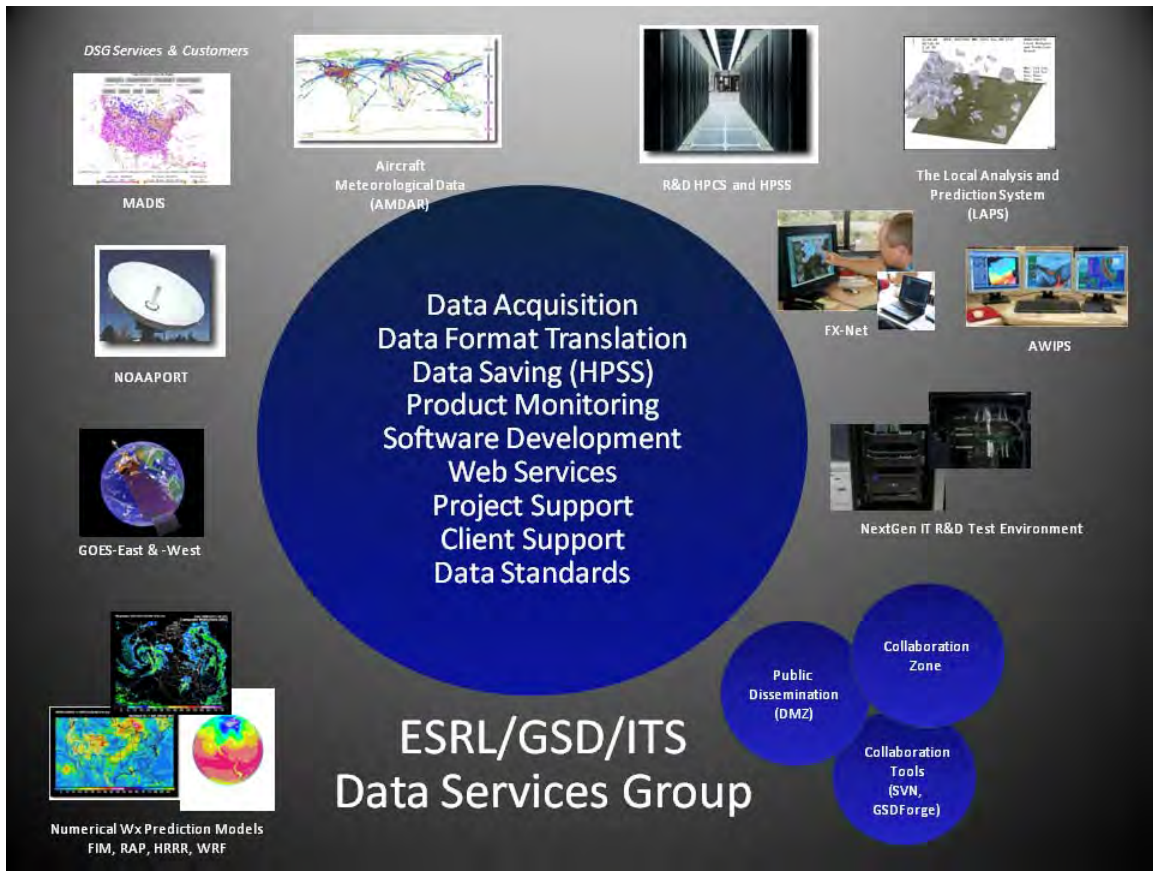 DSG Services & Customers
MADIS
Aircraft
Meteorological Data
(AMDAR)
R&D HPCS and HPSS
The Local Analysis and
Prediction System
(LAPS)
NOAAPORT
FX-Net
AWIPS
GOES-East & -West
NextGen IT R&D Test Environment
Data Acquisition
Data Format Translation
Data Saving (HPSS)
Product Monitoring
Software Development
Web Services
Project Support
Client Support
Data Standards
Collaboration
Zone
Public
Dissemination
(DMZ)
Collaboration
Tools
(SVN,
GSDForge)
ESRL/GSD/ITS
Data Services Group
Numerical Wx Prediction Models
FIM, RAP, HRRR, WRF